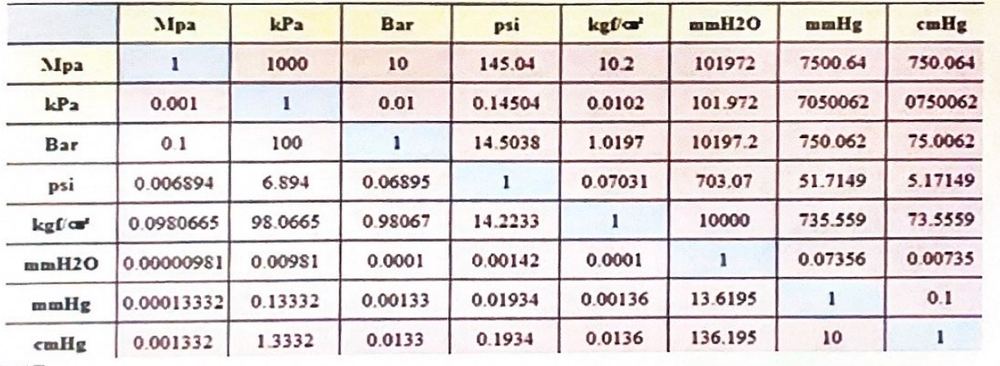 Mpa kPa Bar psi kgf/cm² mmH2O mmHg cmHg
Mpa 1 1000 10 145.04 10.2 101972 7500.64 750.064
kPa 0.001 1 0.01 0.14504 0.0102 101.972 7050062 0750062
Bar 0.1 100 1 14.5038 1.0197 10197.2 750.062 75.0062
psi 0.006894 6.894 0.06895 1 0.07031 703.07 51.7149 5.17149
kgf/cm² 0.0980665 98.0665 0.98067 14.2233 1 10000 735.559 73.5559
mmH2O 0.00000981 0.00981 0.0001 0.00142 0.0001 1 0.07356 0.00735
mmHg 0.00013332 0.13332 0.00133 0.01934 0.00136 13.6195 1 0.1
cmHg 0.001332 1.3332 0.0133 0.1934 0.0136 136.195 10 1